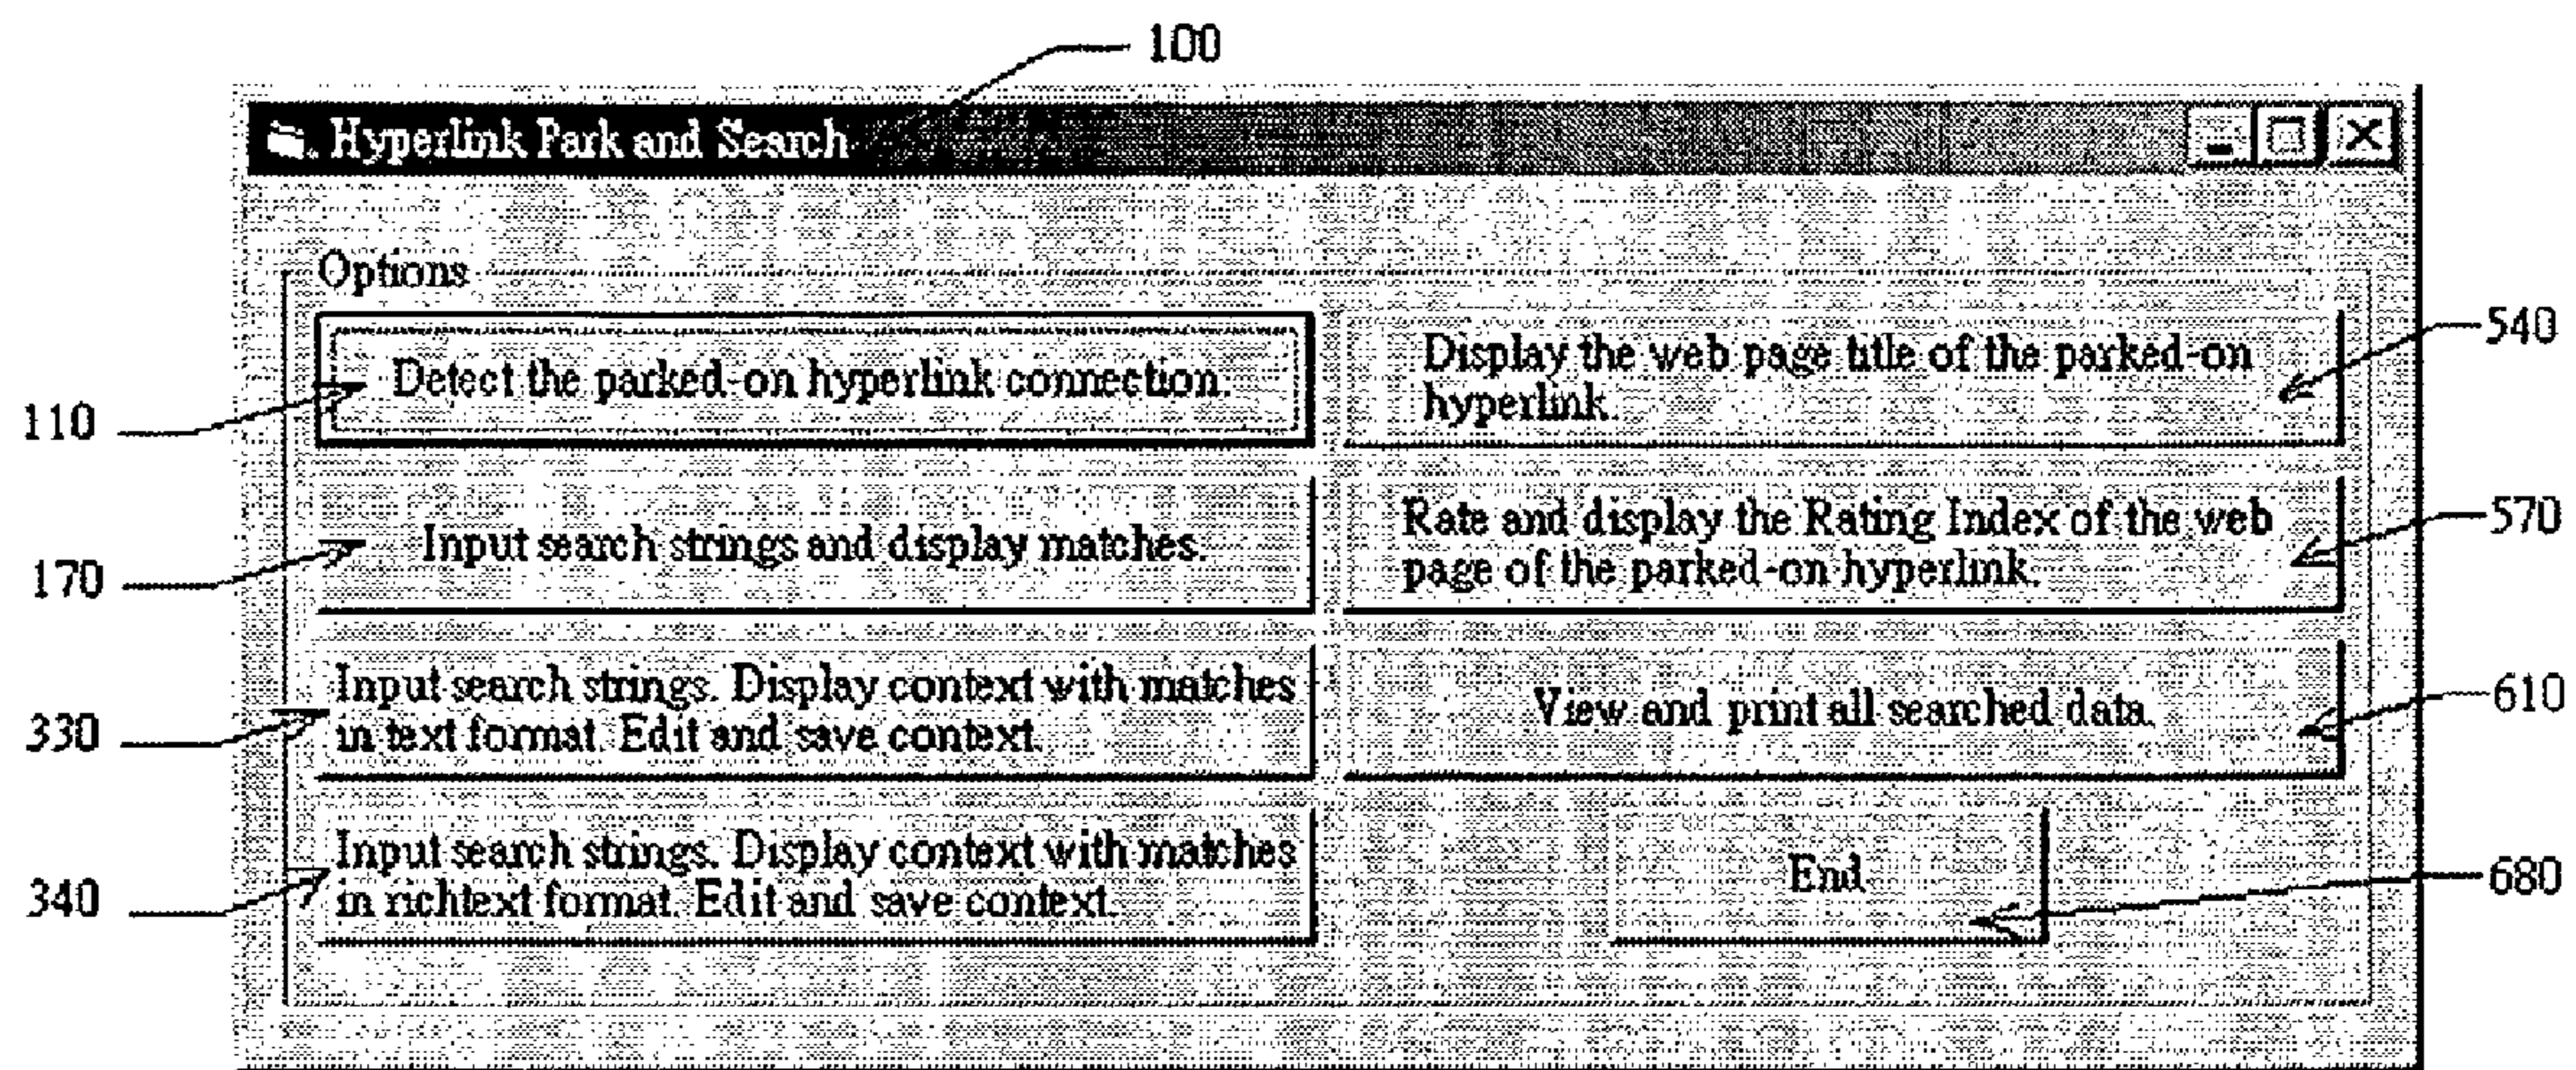 100
Hyperlink Park and Search
Options
110
Detect the parked-on hyperlink connection.
Display the web page title of the parked-on
hyperlink.
540
170
Input search strings and display matches.
Rate and display the Rating Index of the web
page of the parked-on hyperlink.
570
330
Input search strings. Display context with matches
in text format. Edit and save context.
View and print all searched data.
610
340
Input search strings. Display context with matches
in richtext format. Edit and save context.
End
680